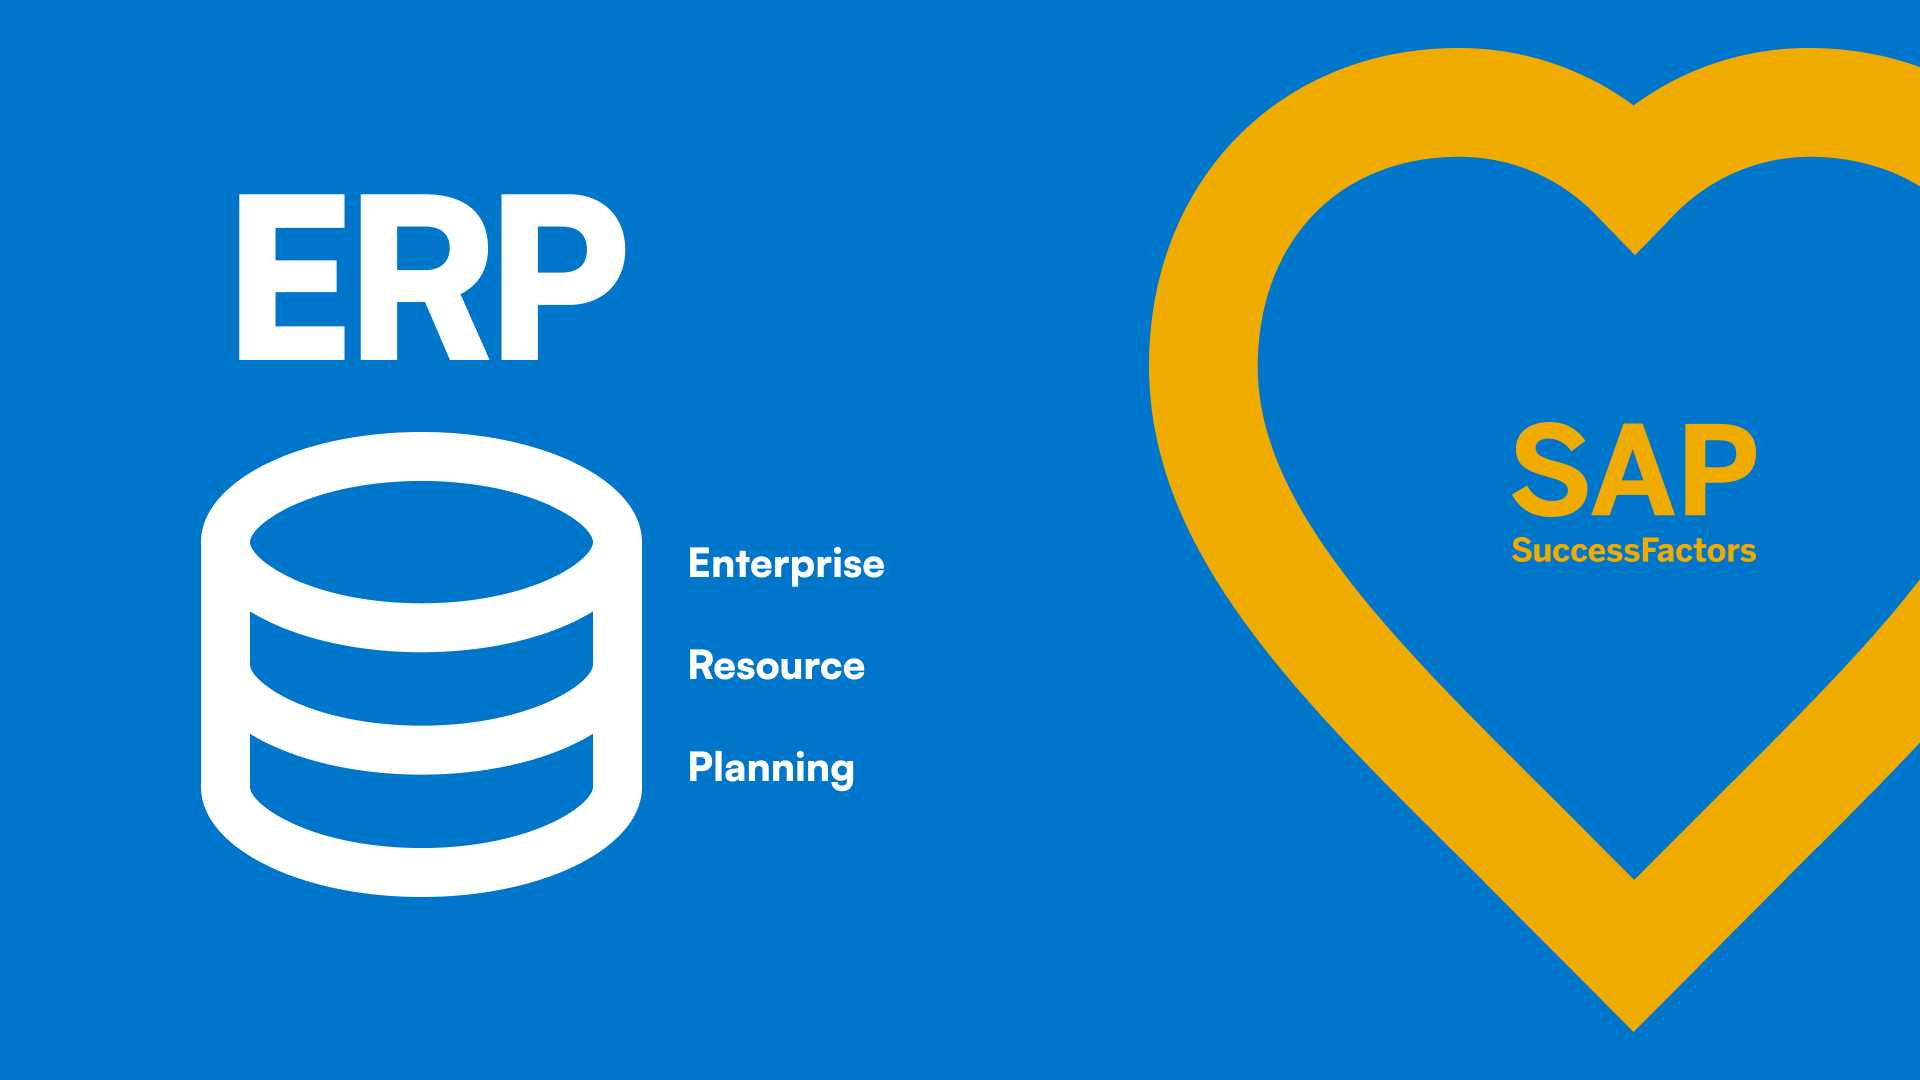 ERP
Enterprise
Resource
Planning
SAP
SuccessFactors